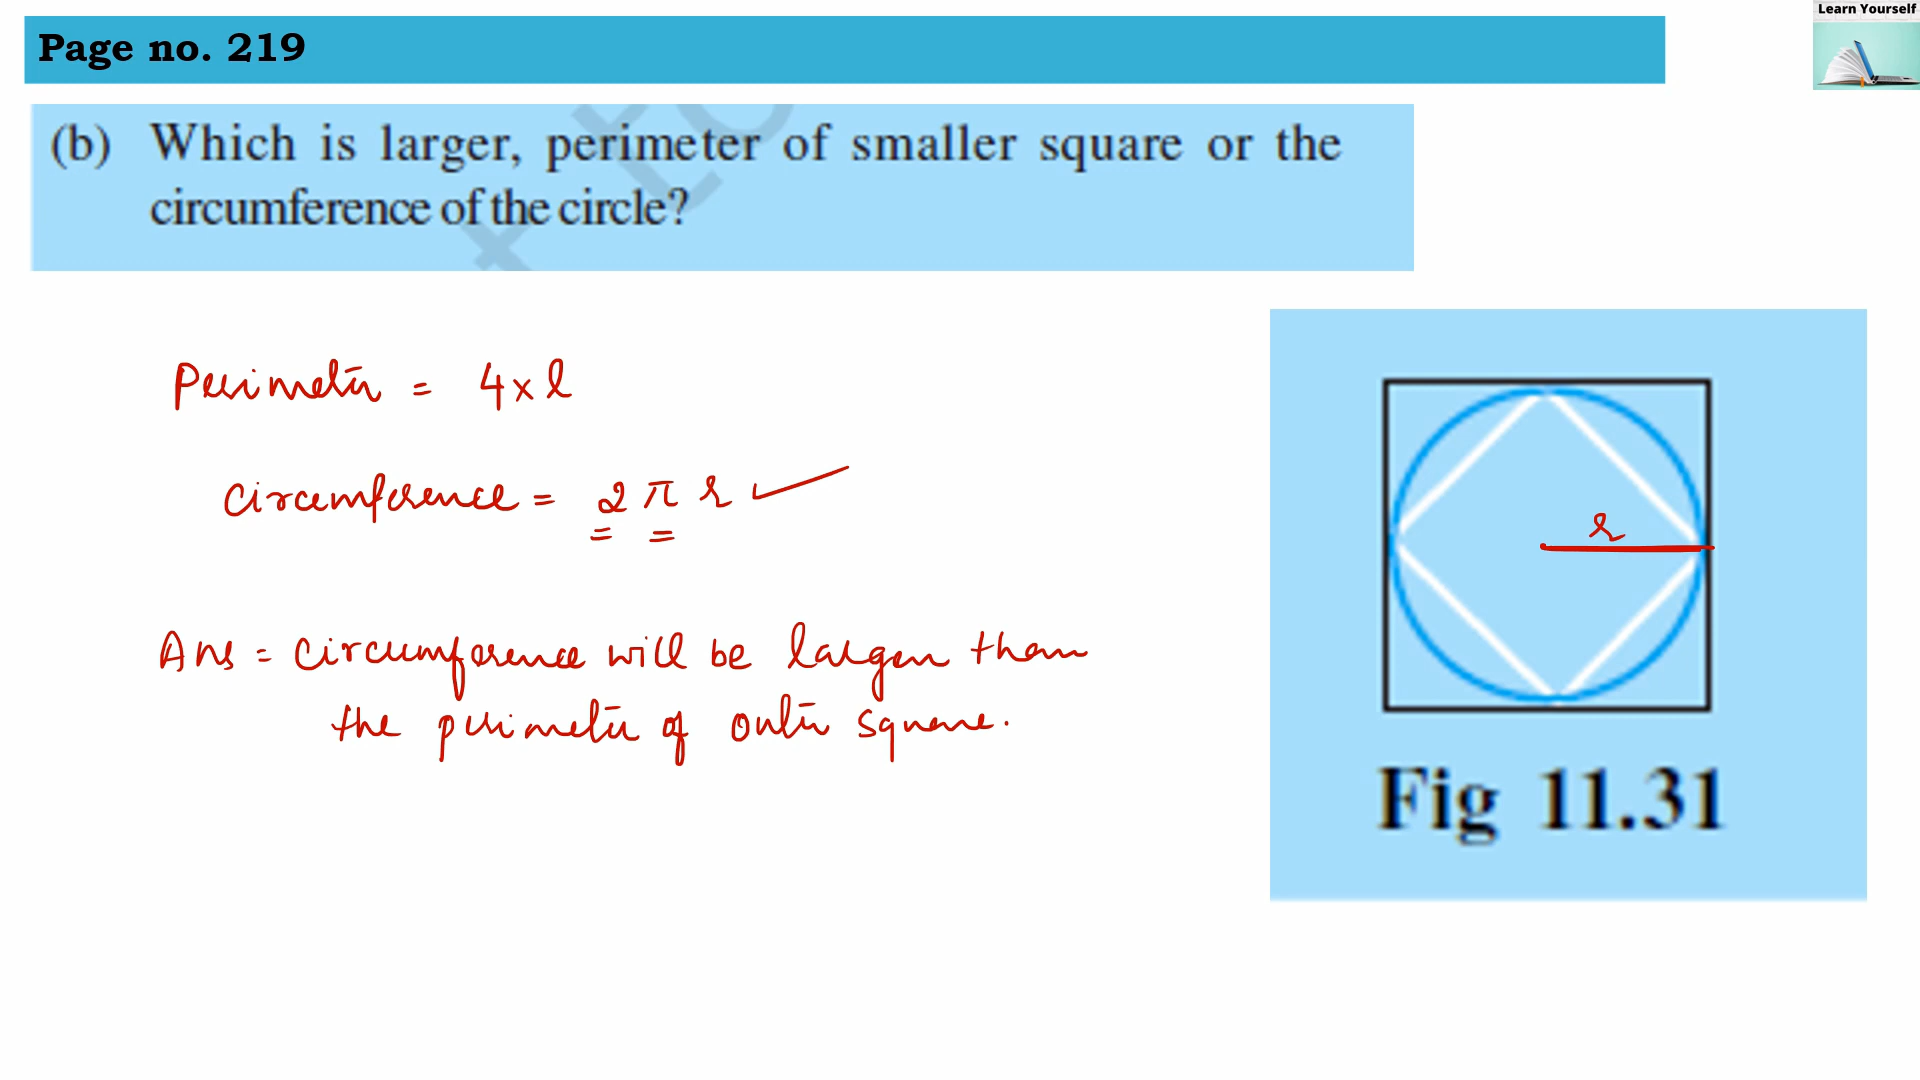 Learn Yourself
Page no. 219
(b) Which is larger, perimeter of smaller square or the
circumference of the circle?
Perimeter = 4 × l
Circumference = 2 π r
r
Ans = Circumference will be larger than
the perimeter of outer square.
Fig 11.31